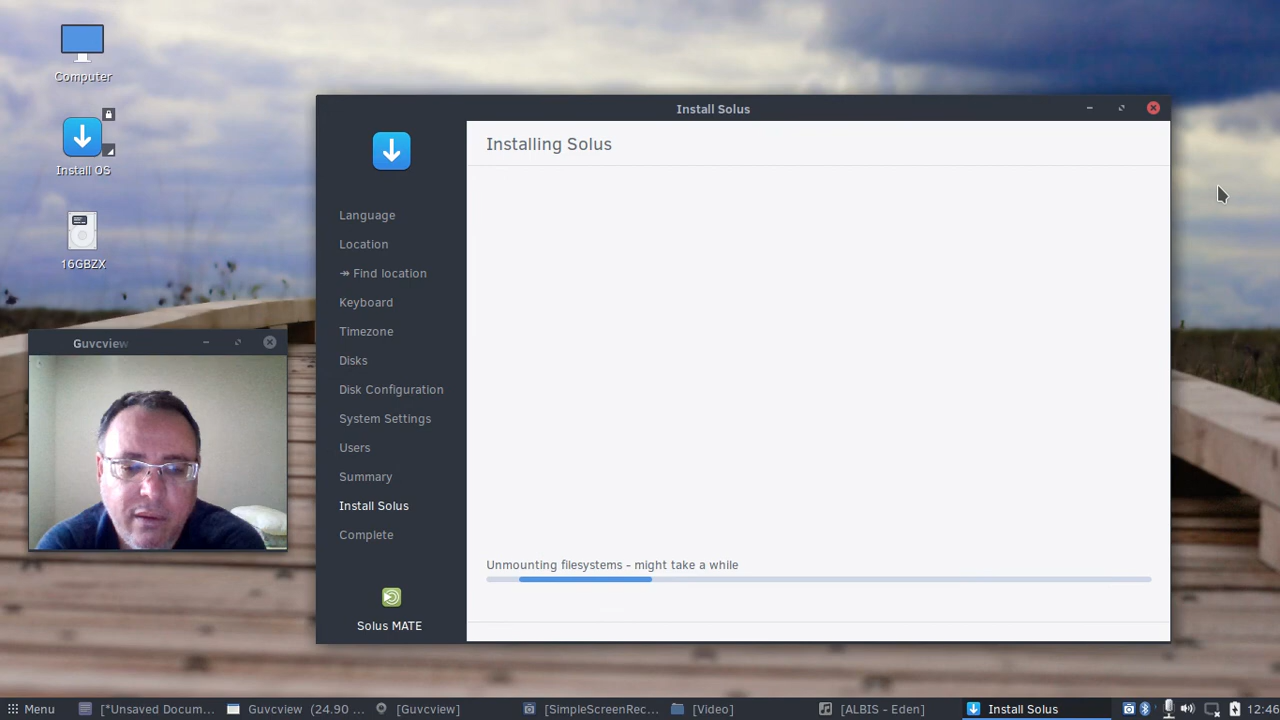 Computer
Install OS
16GBZX
Guvcview
Install Solus
Installing Solus
Language
Location
↠ Find location
Keyboard
Timezone
Disks
Disk Configuration
System Settings
Users
Summary
Install Solus
Complete
Unmounting filesystems - might take a while
Solus MATE
Menu
[*Unsaved Docum...
Guvcview (24.90 ...
[Guvcview]
[SimpleScreenRec...
[Video]
[ALBIS - Eden]
Install Solus
12:46